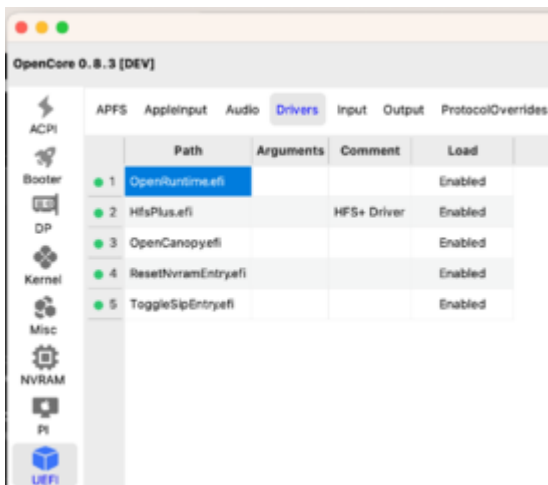 OpenCore 0.8.3 [DEV]
APFS AppleInput Audio Drivers Input Output ProtocolOverrides
ACPI
Booter
DP
Kernel
Misc
NVRAM
PI
UEFI
Path Arguments Comment Load
1 OpenRuntime.efi Enabled
2 HfsPlus.efi HFS+ Driver Enabled
3 OpenCanopy.efi Enabled
4 ResetNvramEntry.efi Enabled
5 ToggleSipEntry.efi Enabled